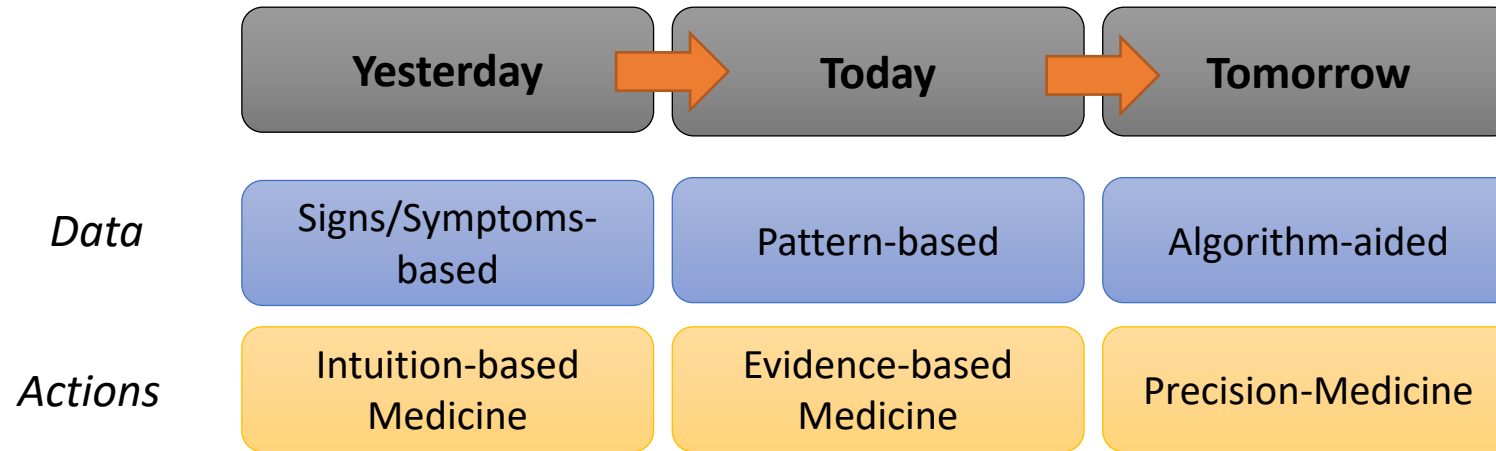 Yesterday
Today
Tomorrow
Data
Signs/Symptoms-
based
Pattern-based
Algorithm-aided
Actions
Intuition-based
Medicine
Evidence-based
Medicine
Precision-Medicine